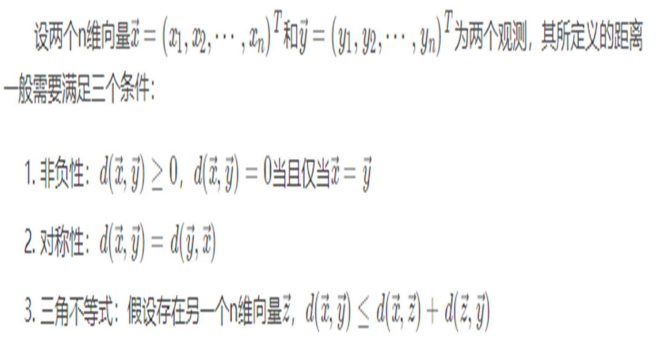 设两个n维向量$\vec{x} = (x_1, x_2, \cdots, x_n)^T$和$\vec{y} = (y_1, y_2, \cdots, y_n)^T$为两个观测，其所定义的距离
一般需要满足三个条件：
1. 非负性：$d(\vec{x}, \vec{y}) \geq 0$，$d(\vec{x}, \vec{y}) = 0$当且仅当$\vec{x} = \vec{y}$
2. 对称性：$d(\vec{x}, \vec{y}) = d(\vec{y}, \vec{x})$
3. 三角不等式：假设存在另一个n维向量$\vec{z}$，$d(\vec{x}, \vec{y}) \leq d(\vec{x}, \vec{z}) + d(\vec{z}, \vec{y})$